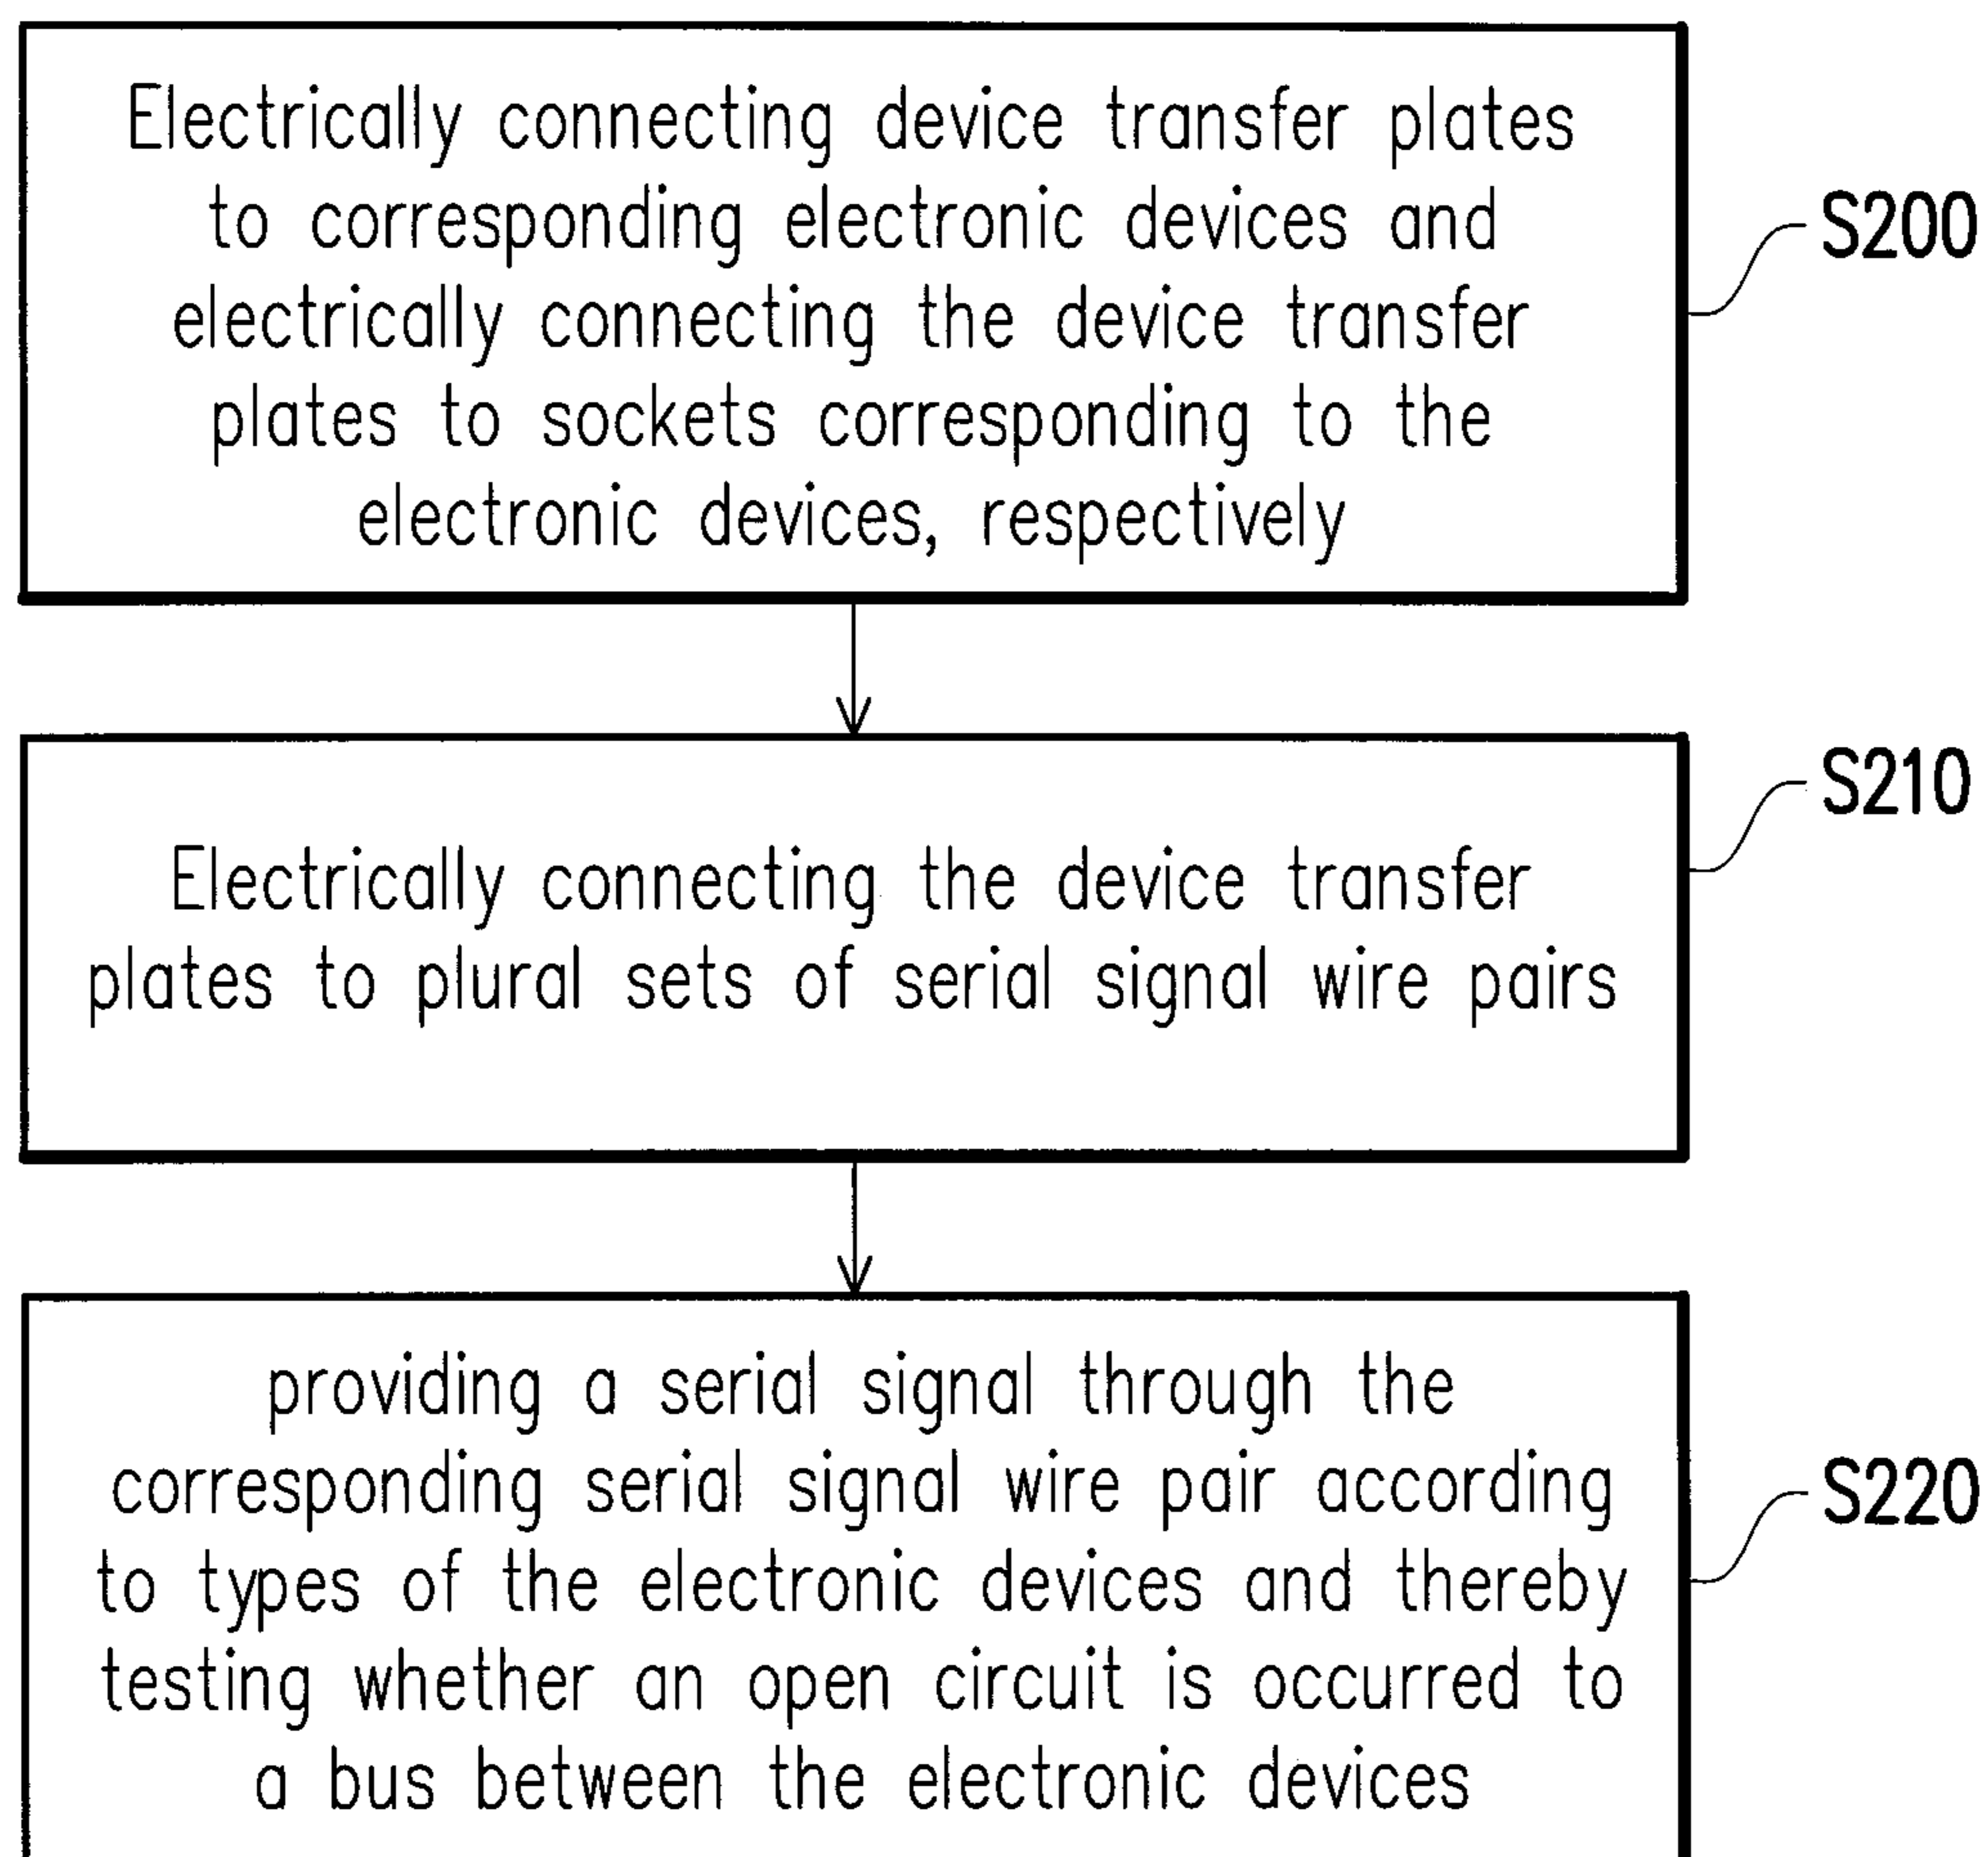 Electrically connecting device transfer plates
to corresponding electronic devices and
electrically connecting the device transfer
plates to sockets corresponding to the
electronic devices, respectively
S200
S210
Electrically connecting the device transfer
plates to plural sets of serial signal wire pairs
providing a serial signal through the
corresponding serial signal wire pair according
to types of the electronic devices and thereby
testing whether an open circuit is occurred to
a bus between the electronic devices
S220